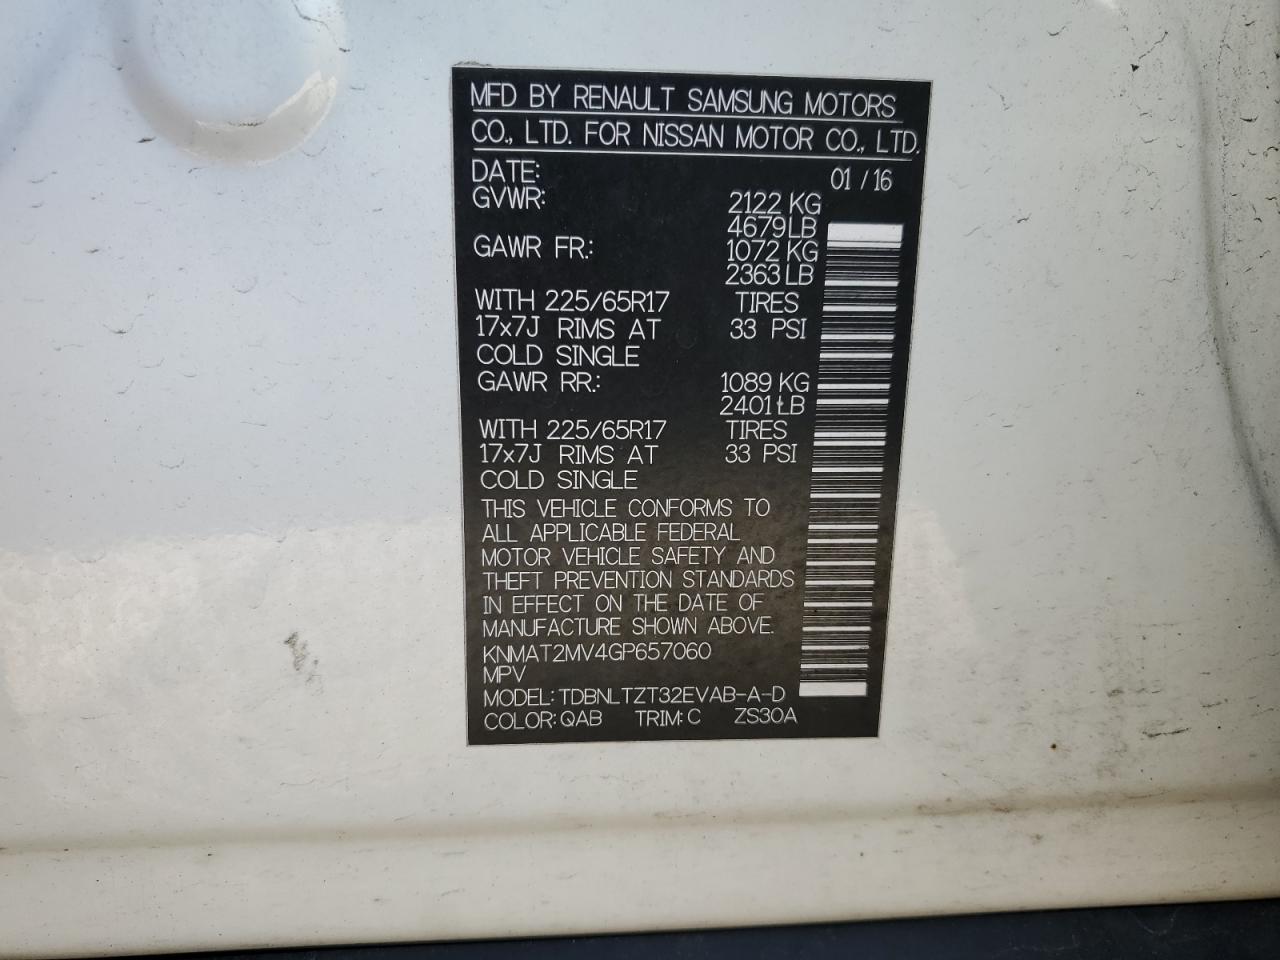 MFD BY RENAULT SAMSUNG MOTORS
CO., LTD. FOR NISSAN MOTOR CO., LTD.
DATE: 01 / 16
GVWR: 2122 KG
4679 LB
GAWR FR.: 1072 KG
2363 LB
WITH 225/65R17 TIRES
17x7J RIMS AT 33 PSI
COLD SINGLE
GAWR RR.: 1089 KG
2401 LB
WITH 225/65R17 TIRES
17x7J RIMS AT 33 PSI
COLD SINGLE
THIS VEHICLE CONFORMS TO
ALL APPLICABLE FEDERAL
MOTOR VEHICLE SAFETY AND
THEFT PREVENTION STANDARDS
IN EFFECT ON THE DATE OF
MANUFACTURE SHOWN ABOVE.
KNMAT2MV4GP657060
MPV
MODEL: TDBNLTZT32EVAB-A-D
COLOR: QAB TRIM: C ZS30A